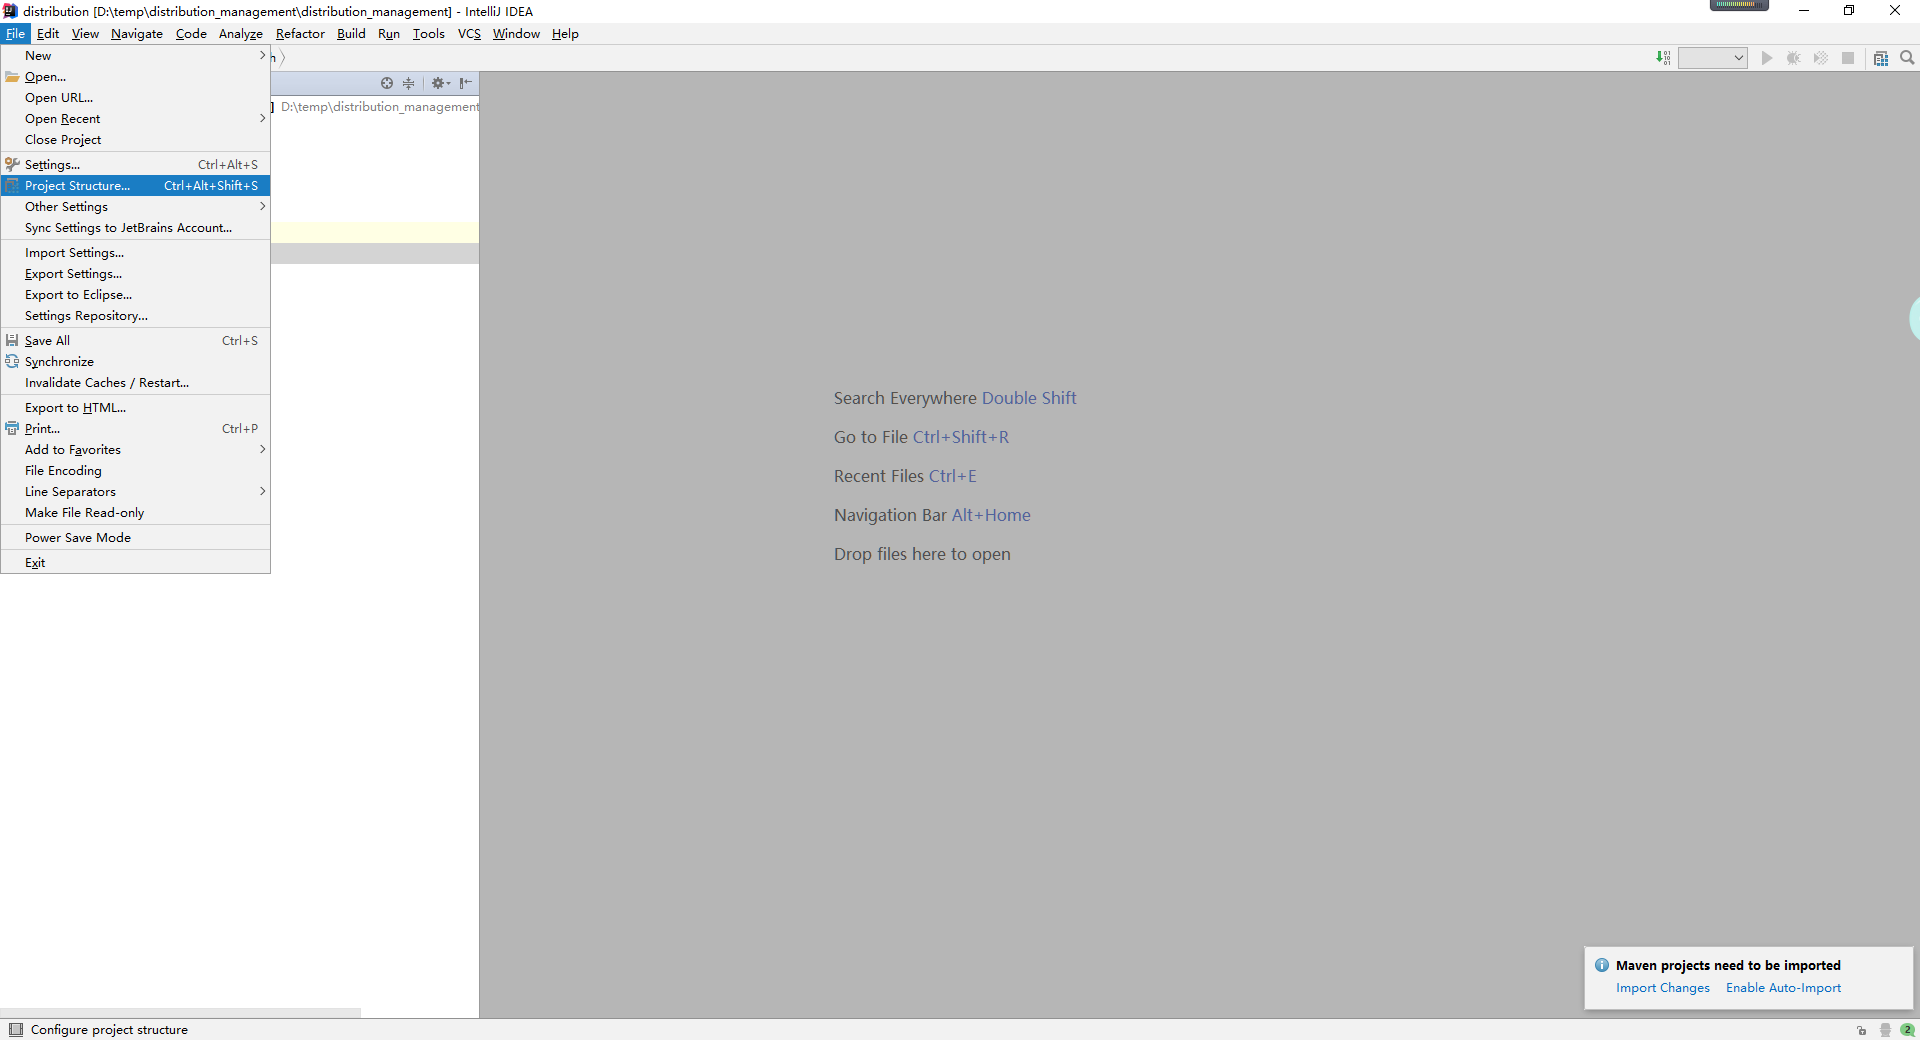 distribution [D:\temp\distribution_management\distribution_management] - IntelliJ IDEA
File Edit View Navigate Code Analyze Refactor Build Run Tools VCS Window Help
New
Open...
Open URL...
Open Recent
Close Project
Settings... Ctrl+Alt+S
Project Structure... Ctrl+Alt+Shift+S
Other Settings
Sync Settings to JetBrains Account...
Import Settings...
Export Settings...
Export to Eclipse...
Settings Repository...
Save All Ctrl+S
Synchronize
Invalidate Caches / Restart...
Export to HTML...
Print... Ctrl+P
Add to Favorites
File Encoding
Line Separators
Make File Read-only
Power Save Mode
Exit
h
] D:\temp\distribution_management
Search Everywhere Double Shift
Go to File Ctrl+Shift+R
Recent Files Ctrl+E
Navigation Bar Alt+Home
Drop files here to open
Maven projects need to be imported
Import Changes Enable Auto-Import
Configure project structure
2